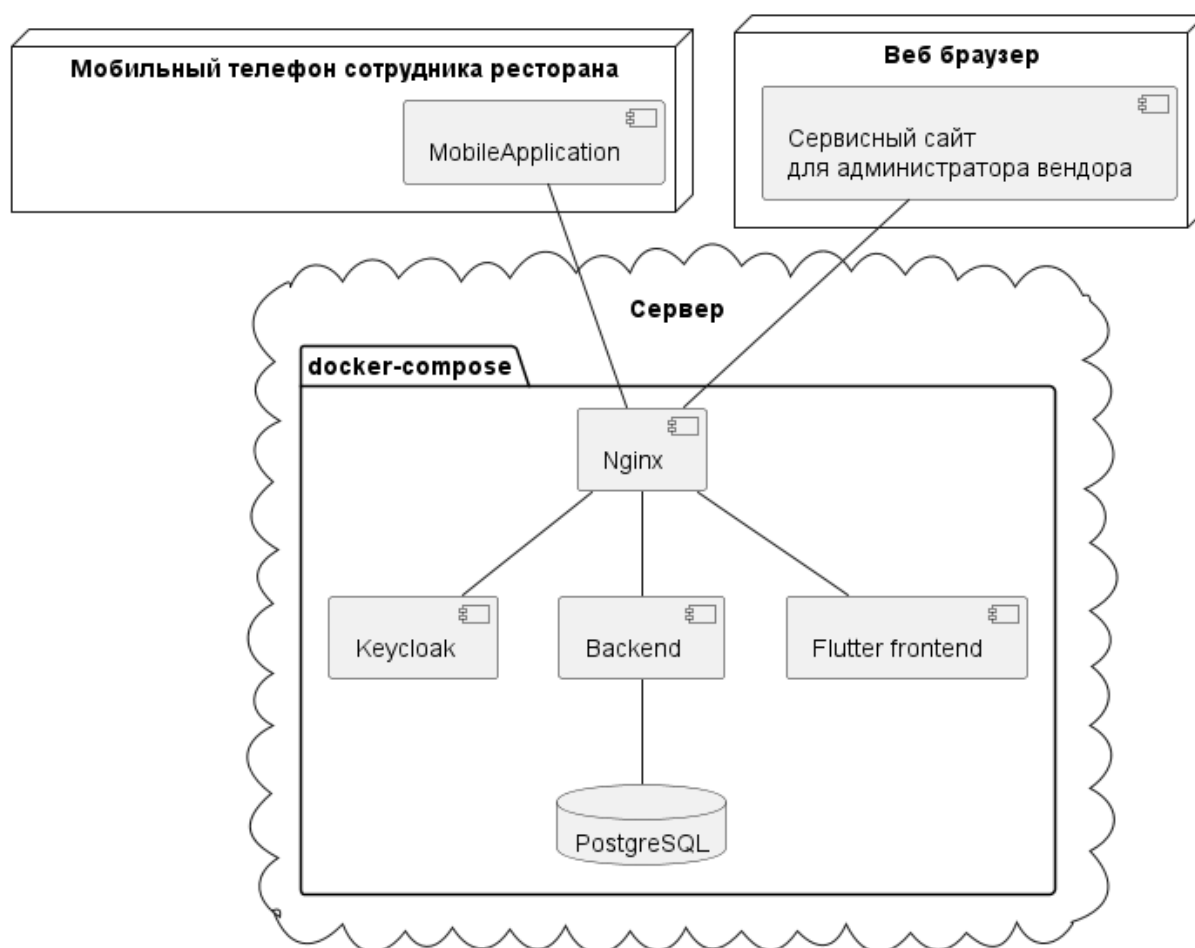 Мобильный телефон сотрудника ресторана
MobileApplication
Веб браузер
Сервисный сайт
для администратора вендора
Сервер
docker-compose
Nginx
Keycloak
Backend
Flutter frontend
PostgreSQL